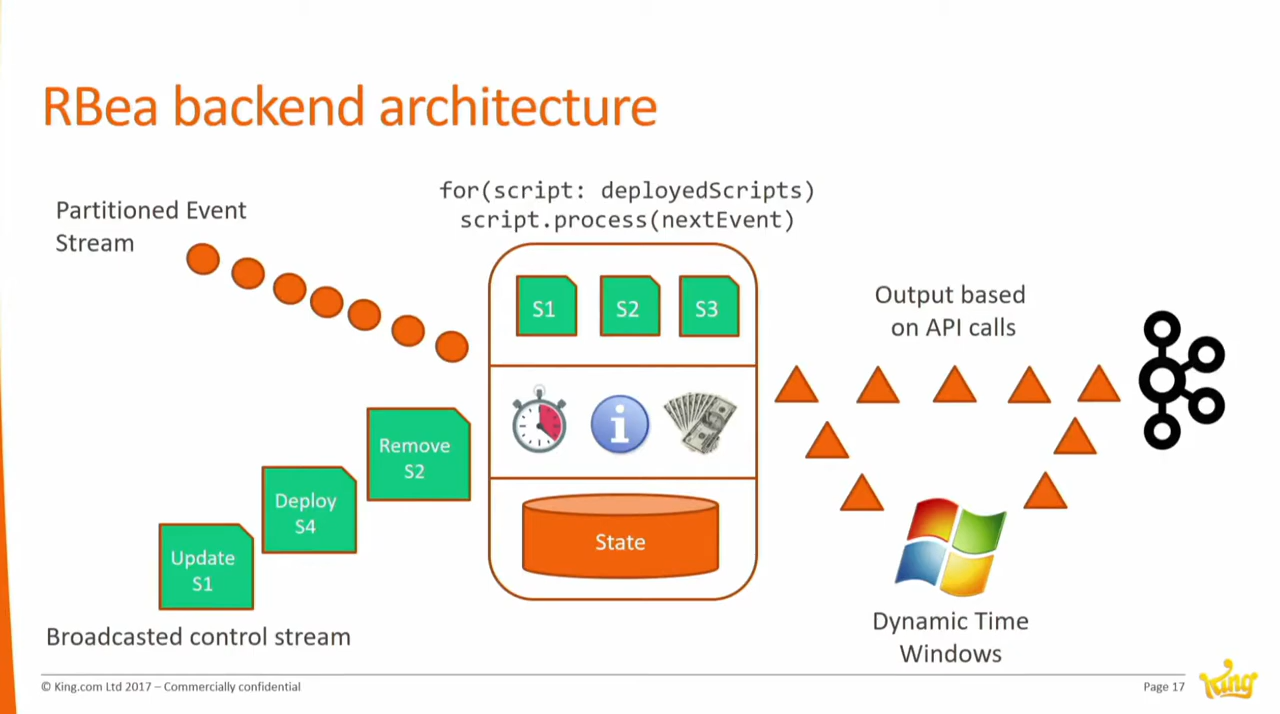 RBea backend architecture
Partitioned Event
Stream
for(script: deployedScripts)
script.process(nextEvent)
S1
S2
S3
Output based
on API calls
Remove
S2
Deploy
S4
Update
S1
State
Broadcasted control stream
Dynamic Time
Windows
© King.com Ltd 2017 – Commercially confidential
Page 17
King